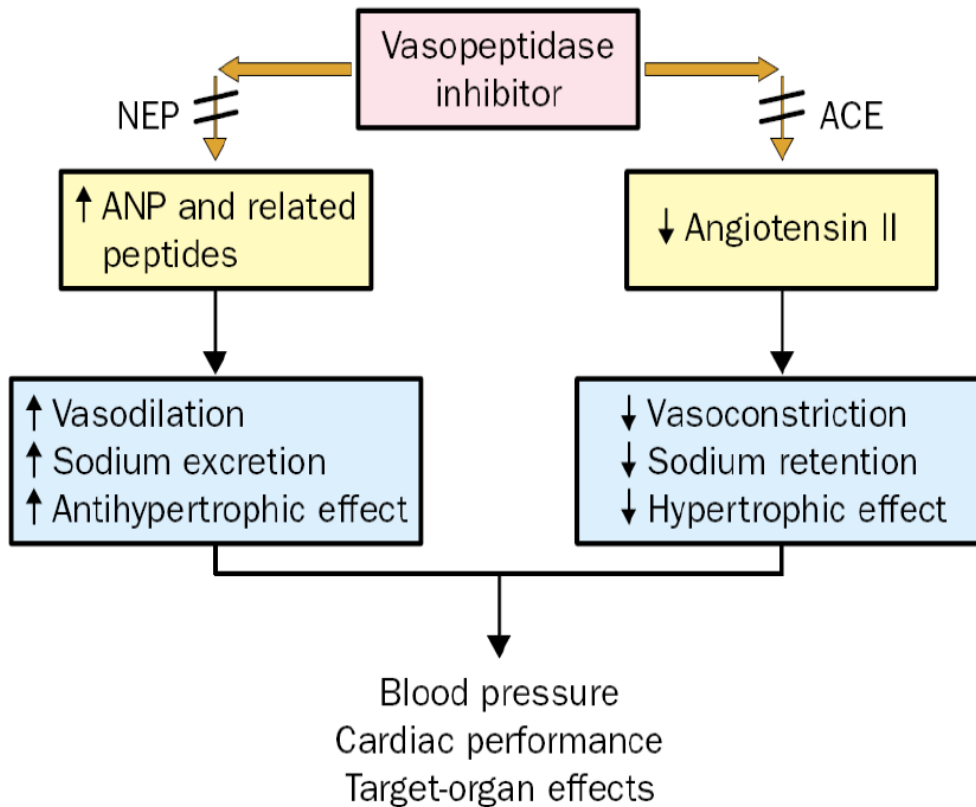 Vasopeptidase
inhibitor
NEP
ACE
↑ ANP and related
peptides
↓ Angiotensin II
↑ Vasodilation
↑ Sodium excretion
↑ Antihypertrophic effect
↓ Vasoconstriction
↓ Sodium retention
↓ Hypertrophic effect
Blood pressure
Cardiac performance
Target-organ effects